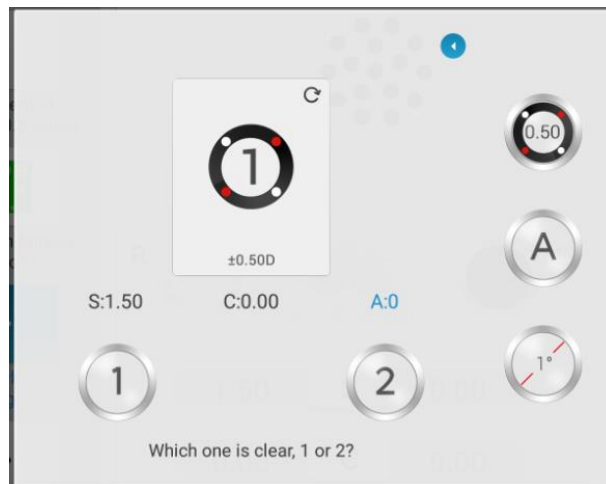 0.50
1
±0.50D
A
S:1.50 C:0.00 A:0
1°
1 2
Which one is clear, 1 or 2?